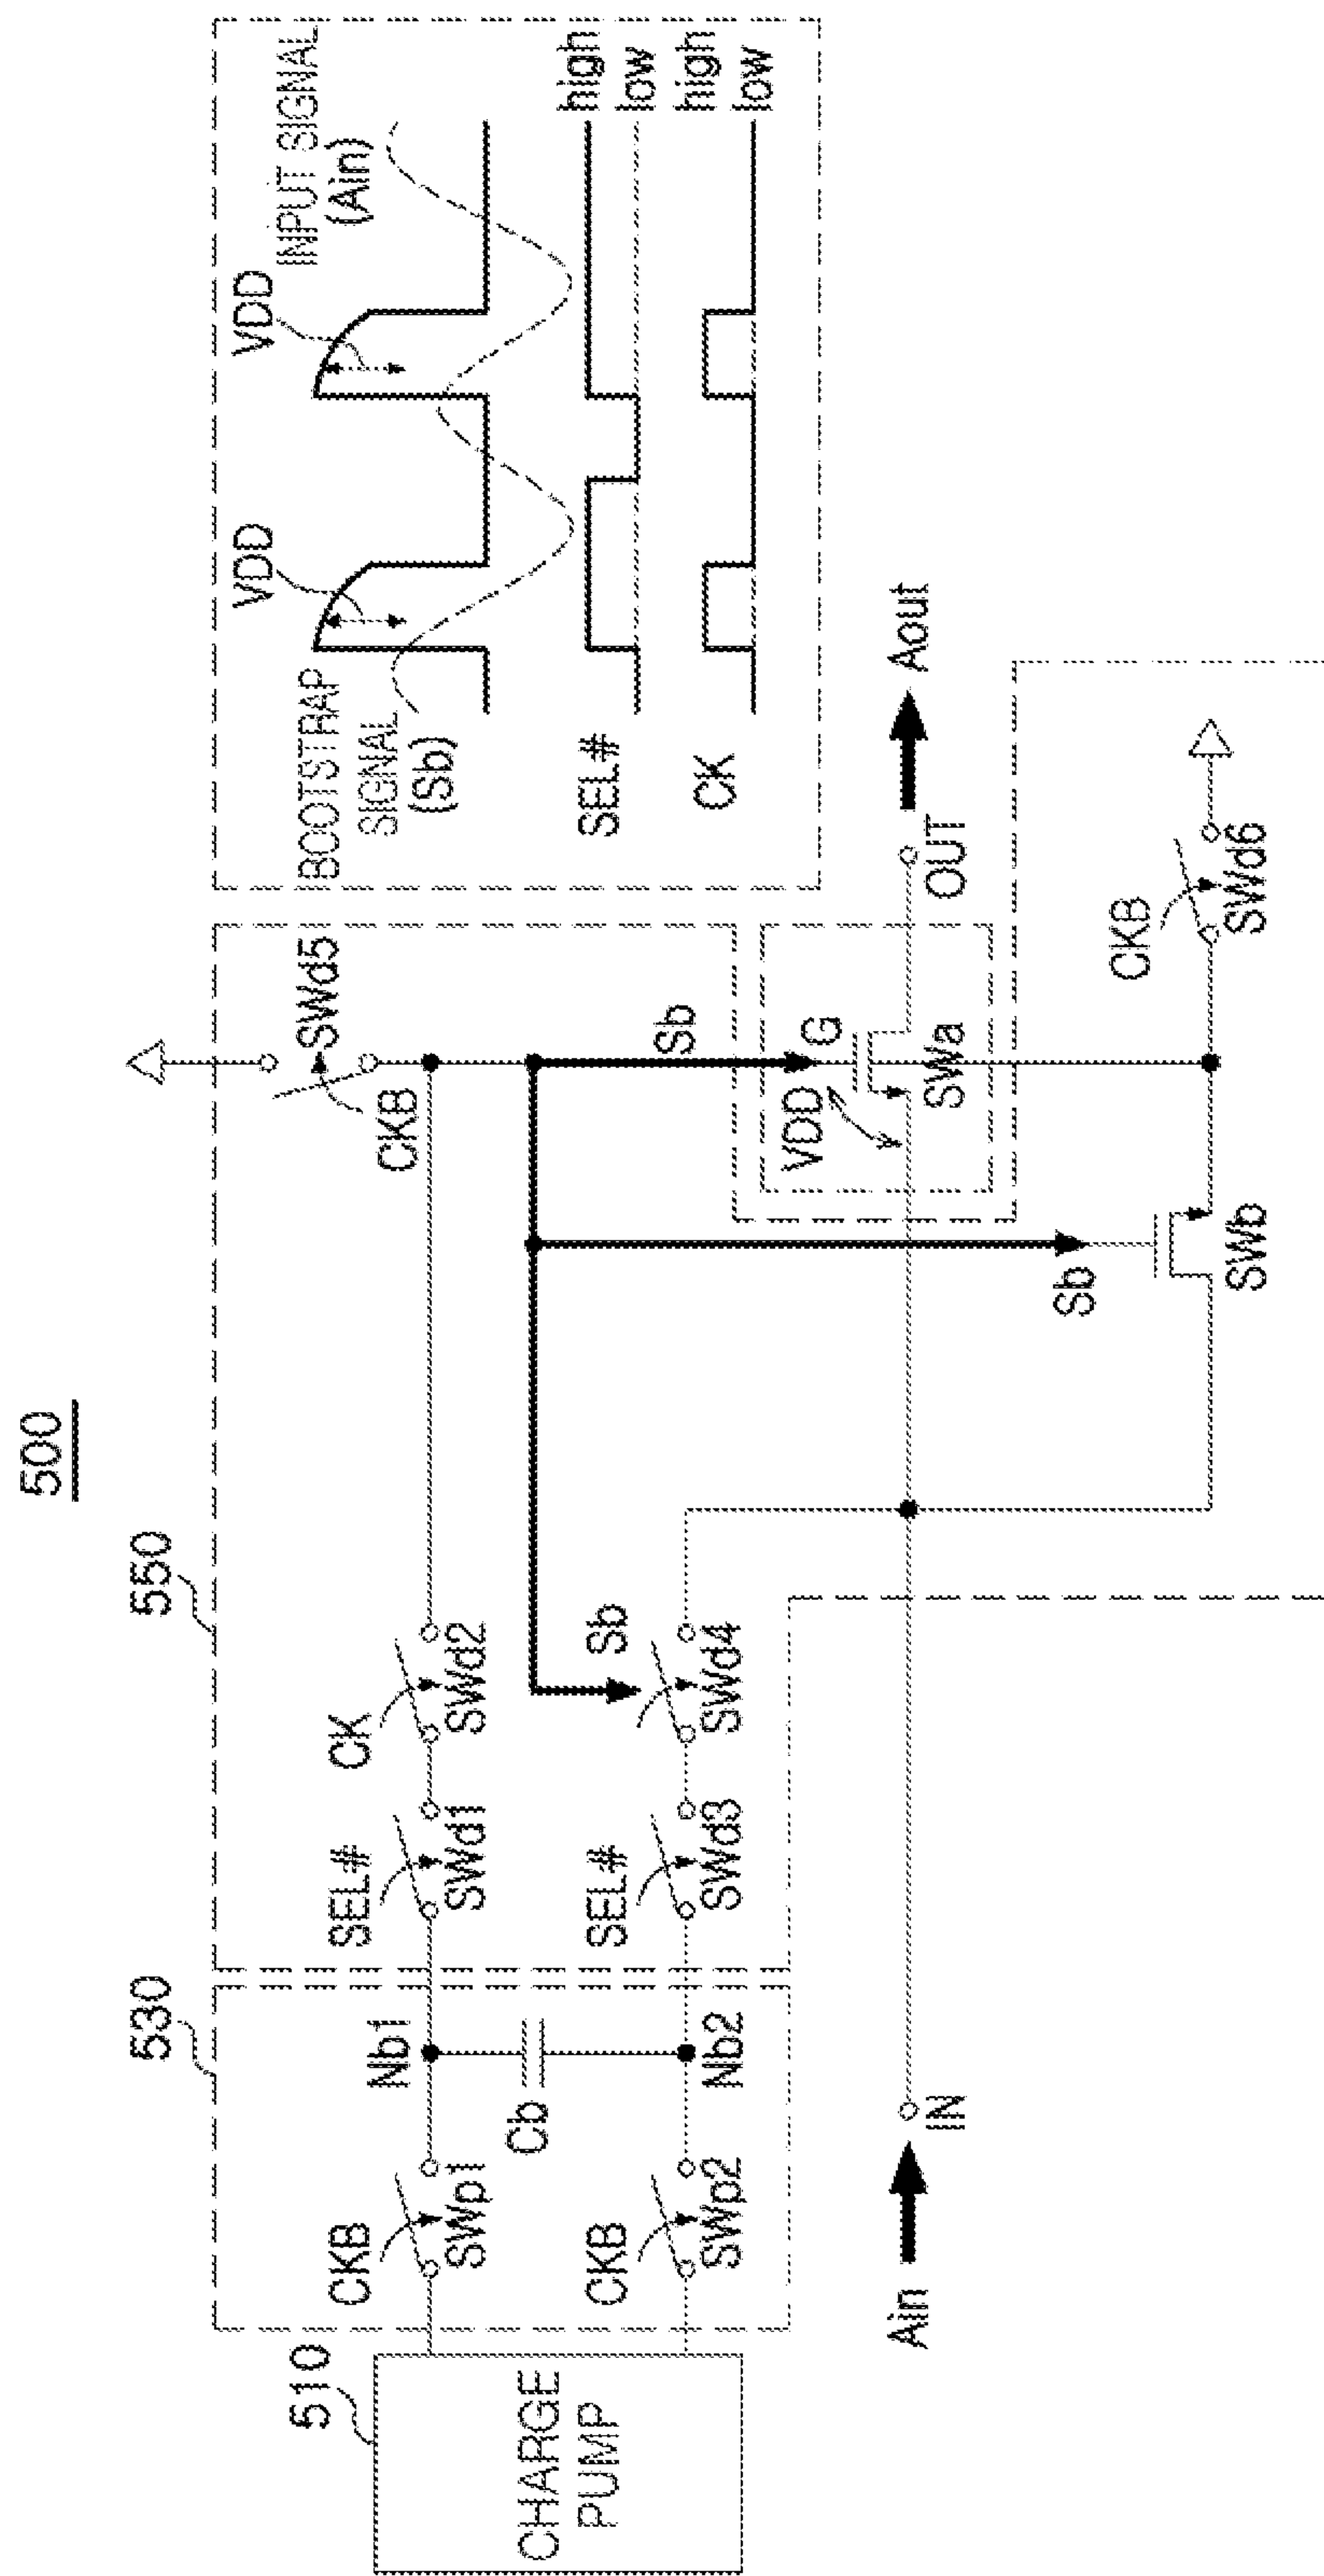 500
510
CHARGE
PUMP
530
CKB
SWp1
Nb1
Cb
CKB
SWp2
Nb2
550
SEL#
SWd1
CK
SWd2
SEL#
SWd3
Sb
SWd4
SWd5
CKB
Sb
VDD
G
SWa
Sb
SWb
CKB
SWd6
Ain
IN
OUT
Aout
BOOTSTRAP
SIGNAL
(Sb)
VDD
VDD
INPUT SIGNAL
(Ain)
SEL#
high
low
CK
high
low